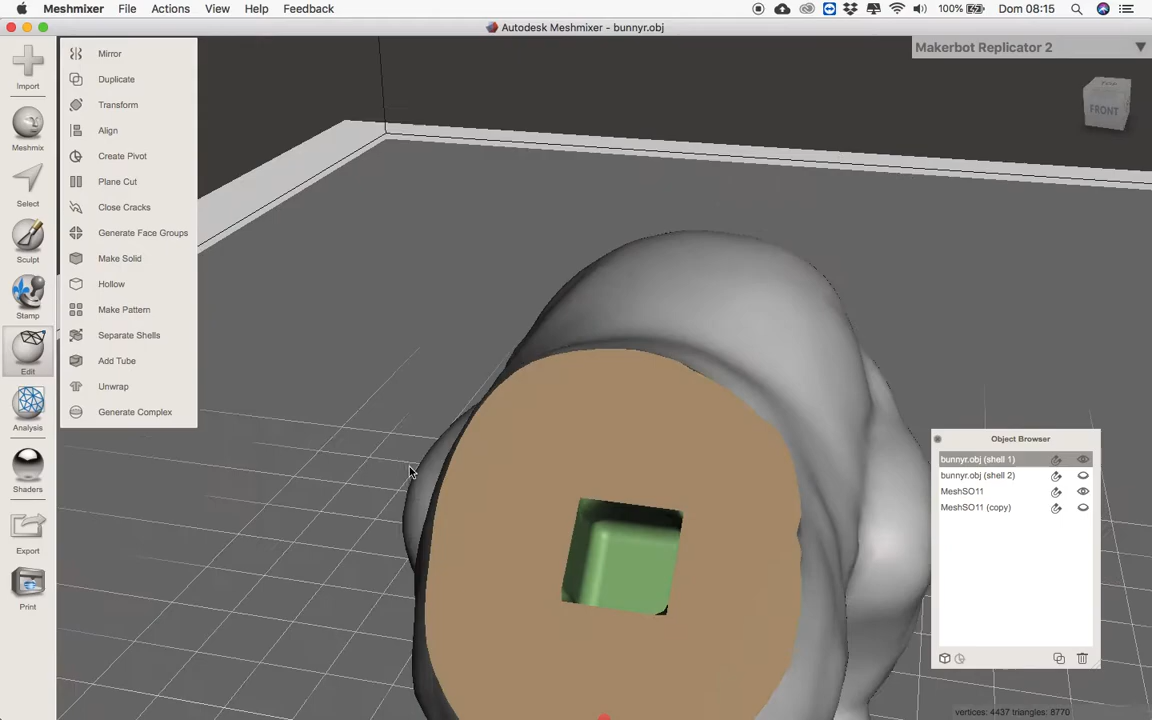 Meshmixer File Actions View Window Help Feedback 100% Dom 08:15
Autodesk Meshmixer - bunnyr.obj
Makerbot Replicator 2
Import
Meshmix
Select
Sculpt
Stamp
Edit
Analysis
Shaders
Export
Print
Mirror
Duplicate
Transform
Align
Create Pivot
Plane Cut
Close Cracks
Generate Face Groups
Make Solid
Hollow
Make Pattern
Separate Shells
Add Tube
Unwrap
Generate Complex
FRONT
Object Browser
bunnyr.obj (shell 1)
bunnyr.obj (shell 2)
MeshSO11
MeshSO11 (copy)
vertices: 4437 triangles: 8770